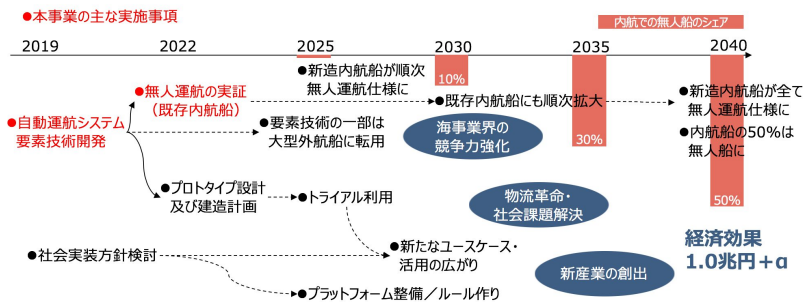 ●本事業の主な実施事項
内航での無人船のシェア
2019
2022
2025
2030
2035
2040
●新造内航船が順次
無人運航仕様に
10%
●無人運航の実証
（既存内航船）
●既存内航船にも順次拡大
●新造内航船が全て
無人運航仕様に
●自動運航システム
要素技術開発
●要素技術の一部は
大型外航船に転用
海事業界の
競争力強化
30%
●内航船の50%は
無人船に
●プロトタイプ設計
及び建造計画
●トライアル利用
物流革命・
社会課題解決
50%
●社会実装方針検討
●新たなユースケース・
活用の広がり
経済効果
1.0兆円＋α
新産業の創出
●プラットフォーム整備／ルール作り